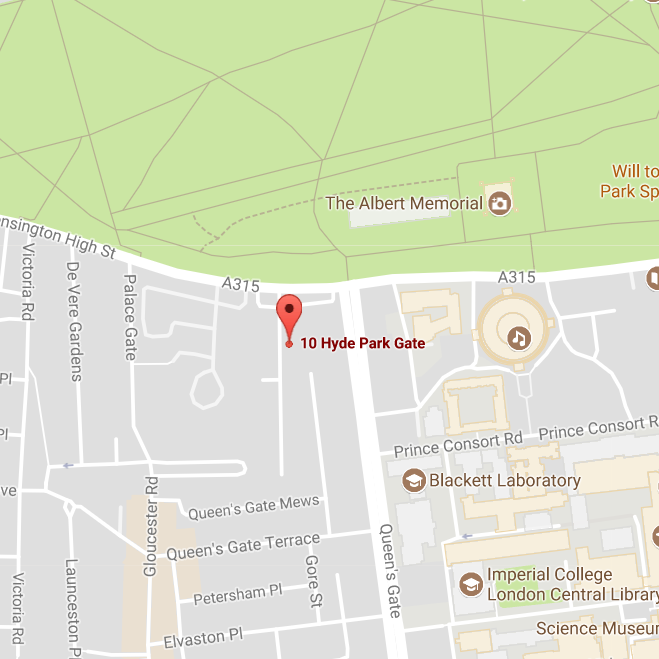 Will to
Park Sp
The Albert Memorial
nsington High St
A315
A315
Victoria Rd
De Vere Gardens
Palace Gate
10 Hyde Park Gate
Pl
Pl
Prince Consort Rd
Prince Consort R
Blackett Laboratory
ve
Gloucester Rd
Queen's Gate Mews
Queen's Gate Terrace
Queen's Gate
Gore St
Imperial College
London Central Library
Petersham Pl
Launceston Pl
Victoria Rd
Elvaston Pl
Science Museum